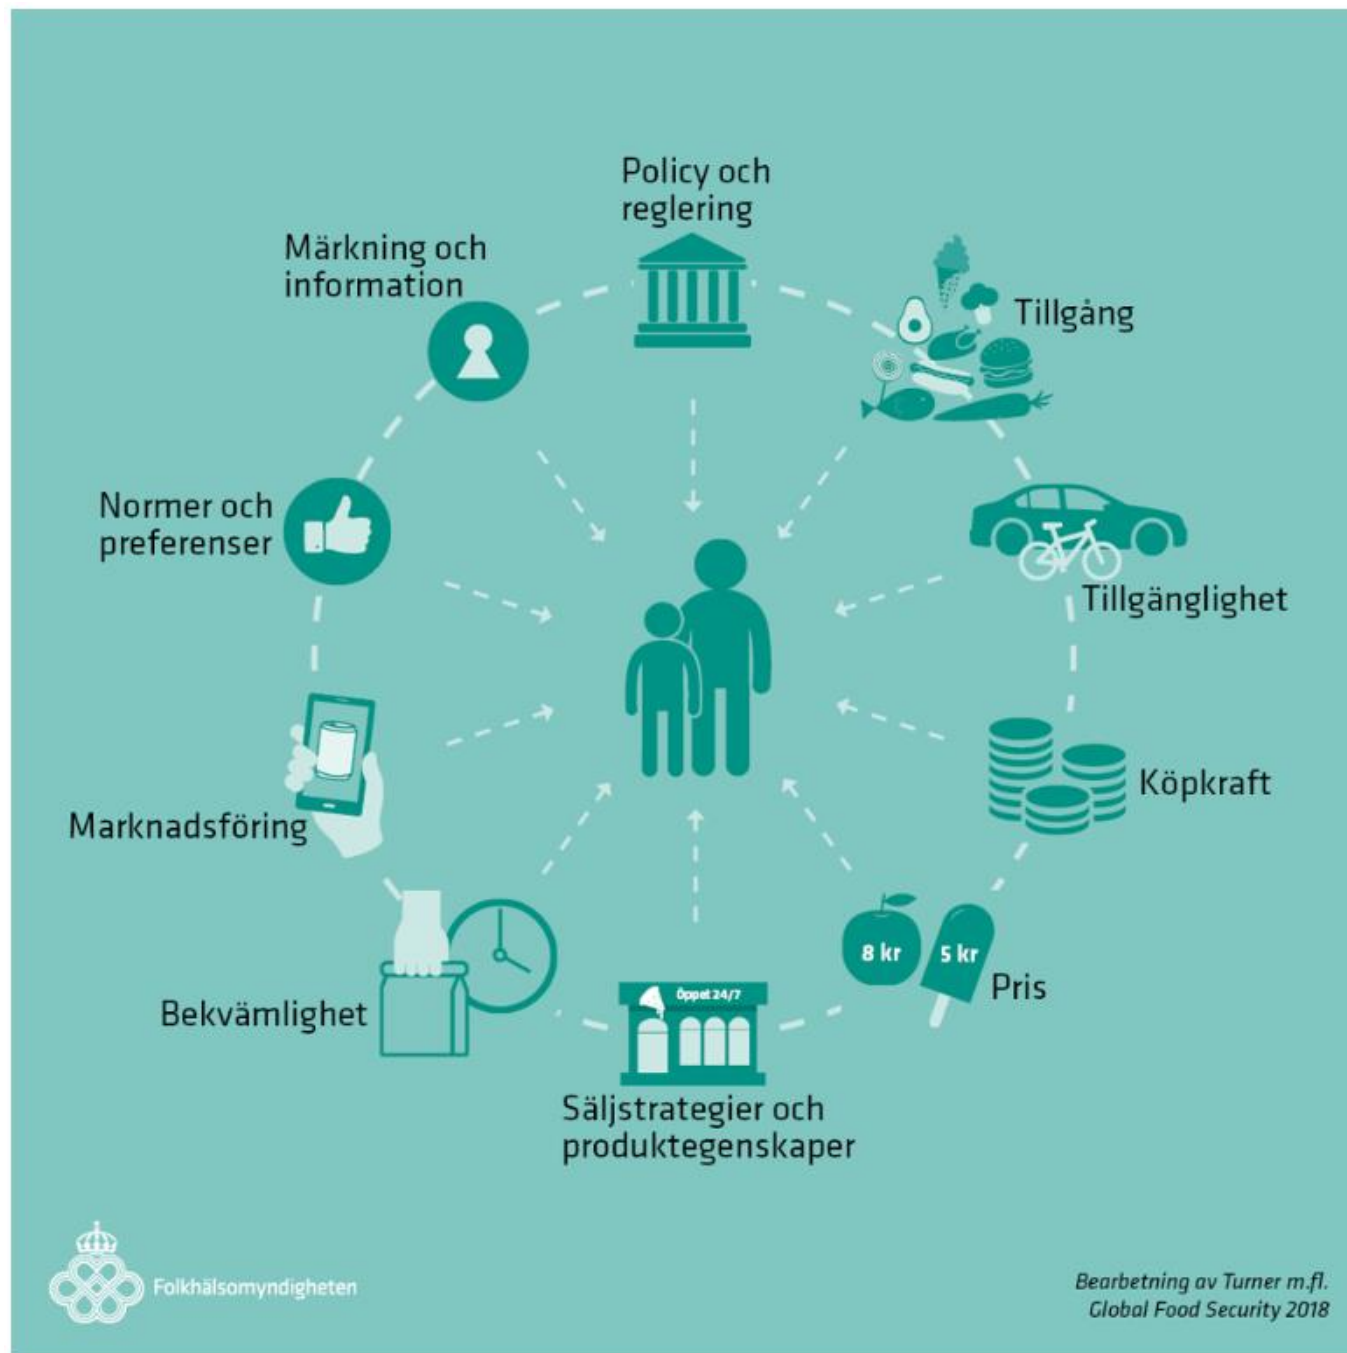 Policy och
reglering
Märkning och
information
Tillgång
Normer och
preferenser
Tillgänglighet
Köpkraft
Marknadsföring
8 kr
5 kr
Pris
Bekvämlighet
Öppet 24/7
Säljstrategier och
produktegenskaper
Folkhälsomyndigheten
Bearbetning av Turner m.fl.
Global Food Security 2018